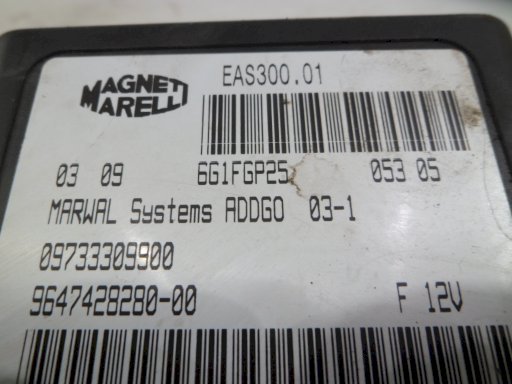 MAGNETI
MARELLI
EAS300.01
03 09 6G1FGP25 053 05
MARWAL Systems ADDGO 03-1
09733309900
9647428280-00 F 12V